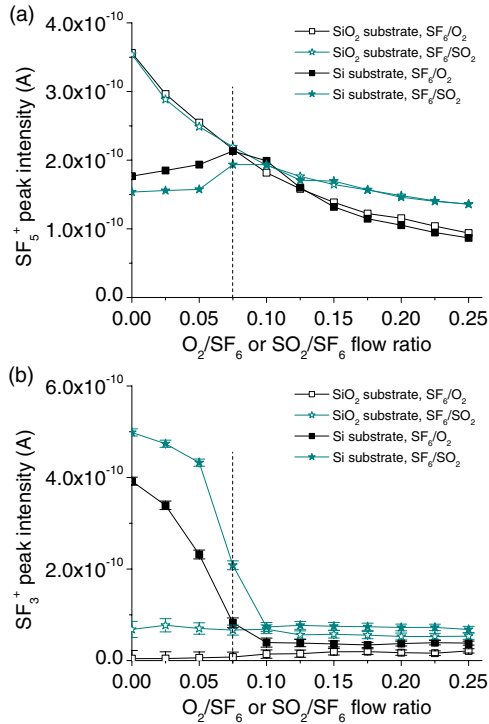 (a)
4.0x10⁻¹⁰
3.0x10⁻¹⁰
2.0x10⁻¹⁰
1.0x10⁻¹⁰
0.0
SF₅⁺ peak intensity (A)
SiO₂ substrate, SF₆/O₂
SiO₂ substrate, SF₆/SO₂
Si substrate, SF₆/O₂
Si substrate, SF₆/SO₂
0.00 0.05 0.10 0.15 0.20 0.25
O₂/SF₆ or SO₂/SF₆ flow ratio
(b)
6.0x10⁻¹⁰
4.0x10⁻¹⁰
2.0x10⁻¹⁰
0.0
SF₃⁺ peak intensity (A)
SiO₂ substrate, SF₆/O₂
SiO₂ substrate, SF₆/SO₂
Si substrate, SF₆/O₂
Si substrate, SF₆/SO₂
0.00 0.05 0.10 0.15 0.20 0.25
O₂/SF₆ or SO₂/SF₆ flow ratio